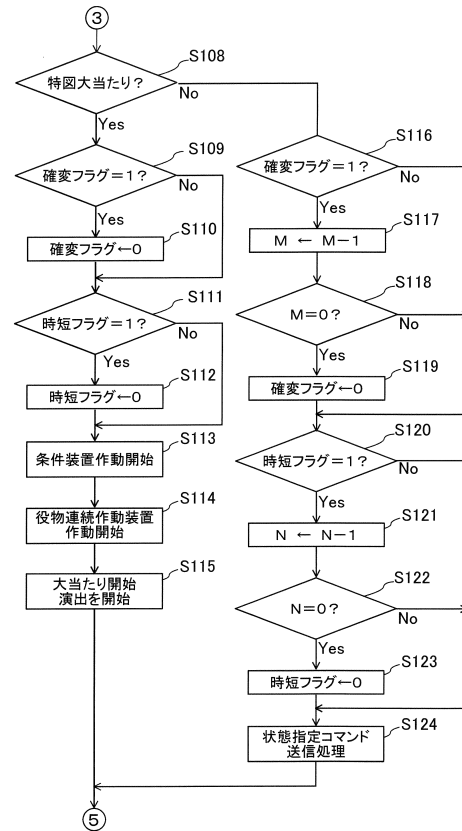 ③
S108
特図大当たり？
No
Yes
S109
確変フラグ＝1？
No
Yes
S110
確変フラグ←0
S111
時短フラグ＝1？
No
Yes
S112
時短フラグ←0
S113
条件装置作動開始
S114
役物連続作動装置
作動開始
S115
大当たり開始
演出を開始
S116
確変フラグ＝1？
No
Yes
S117
M ← M−1
S118
M＝0？
No
Yes
S119
確変フラグ←0
S120
時短フラグ＝1？
No
Yes
S121
N ← N−1
S122
N＝0？
No
Yes
S123
時短フラグ←0
S124
状態指定コマンド
送信処理
⑤